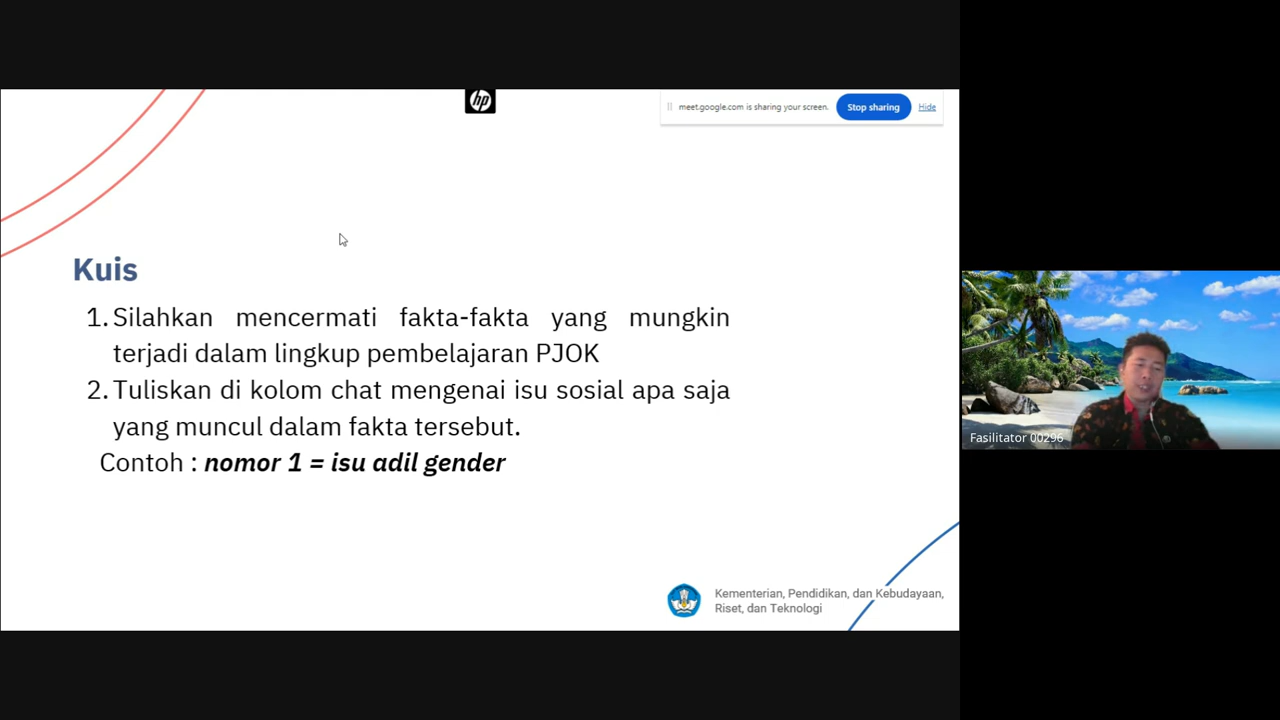 hp
meet.google.com is sharing your screen.
Stop sharing
Hide
Kuis
1. Silahkan mencermati fakta-fakta yang mungkin
terjadi dalam lingkup pembelajaran PJOK
2. Tuliskan di kolom chat mengenai isu sosial apa saja
yang muncul dalam fakta tersebut.
Contoh : nomor 1 = isu adil gender
Fasilitator 00296
Kementerian, Pendidikan, dan Kebudayaan,
Riset, dan Teknologi